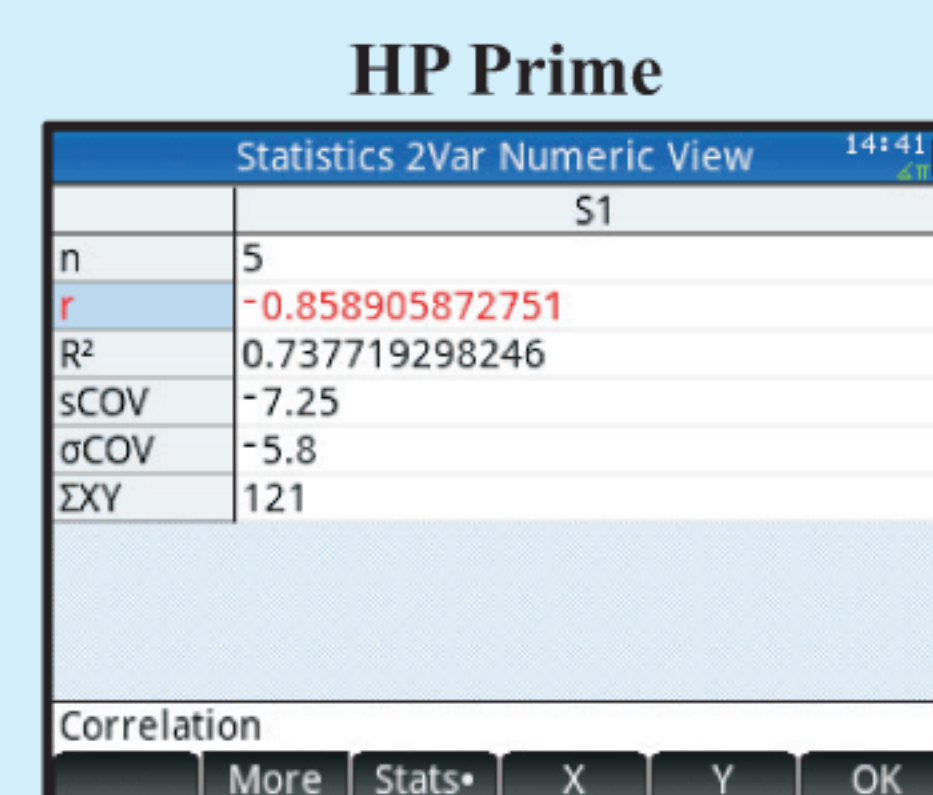 HP Prime
Statistics 2Var Numeric View 14:41
∡π
S1
n 5
r -0.858905872751
R² 0.737719298246
sCOV -7.25
σCOV -5.8
ΣXY 121
Correlation
More Stats• X Y OK